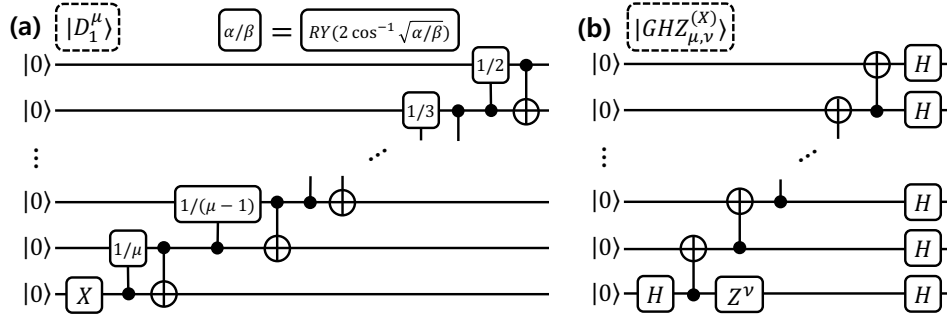 (a) |D₁^μ⟩ α/β = RY(2 cos⁻¹ √α/β) (b) |GHZ_{μ,ν}^{(X)}⟩
|0⟩ 1/2 |0⟩ H
|0⟩ 1/3 |0⟩ H
⋮ ⋰ ⋮ ⋰
|0⟩ 1/(μ − 1) |0⟩ H
|0⟩ 1/μ |0⟩ H
|0⟩ X |0⟩ H Z^ν H